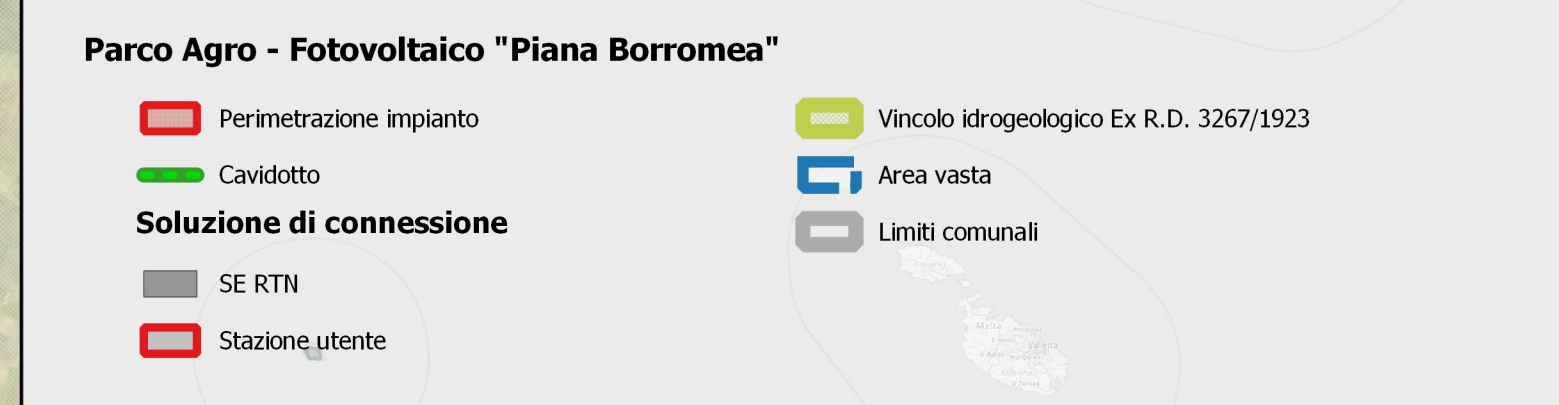 Parco Agro - Fotovoltaico "Piana Borromea"
Perimetrazione impianto
Cavidotto
Soluzione di connessione
SE RTN
Stazione utente
Vincolo idrogeologico Ex R.D. 3267/1923
Area vasta
Limiti comunali
Malta
Valletta